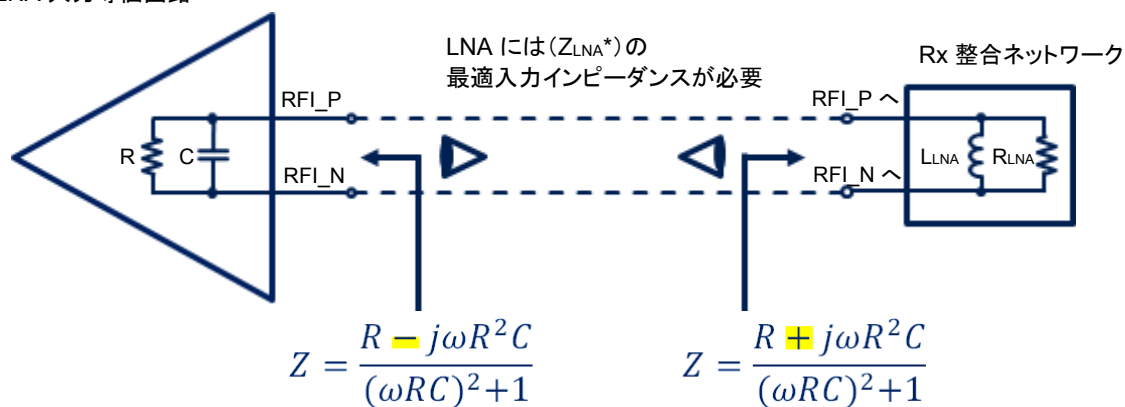 LNA には(ZLNA*)の
最適入力インピーダンスが必要
Rx 整合ネットワーク
RFI_P
RFI_P へ
R
C
LLNA
RLNA
RFI_N
RFI_N へ
Z = (R − jωR²C) / ((ωRC)²+1)
Z = (R + jωR²C) / ((ωRC)²+1)